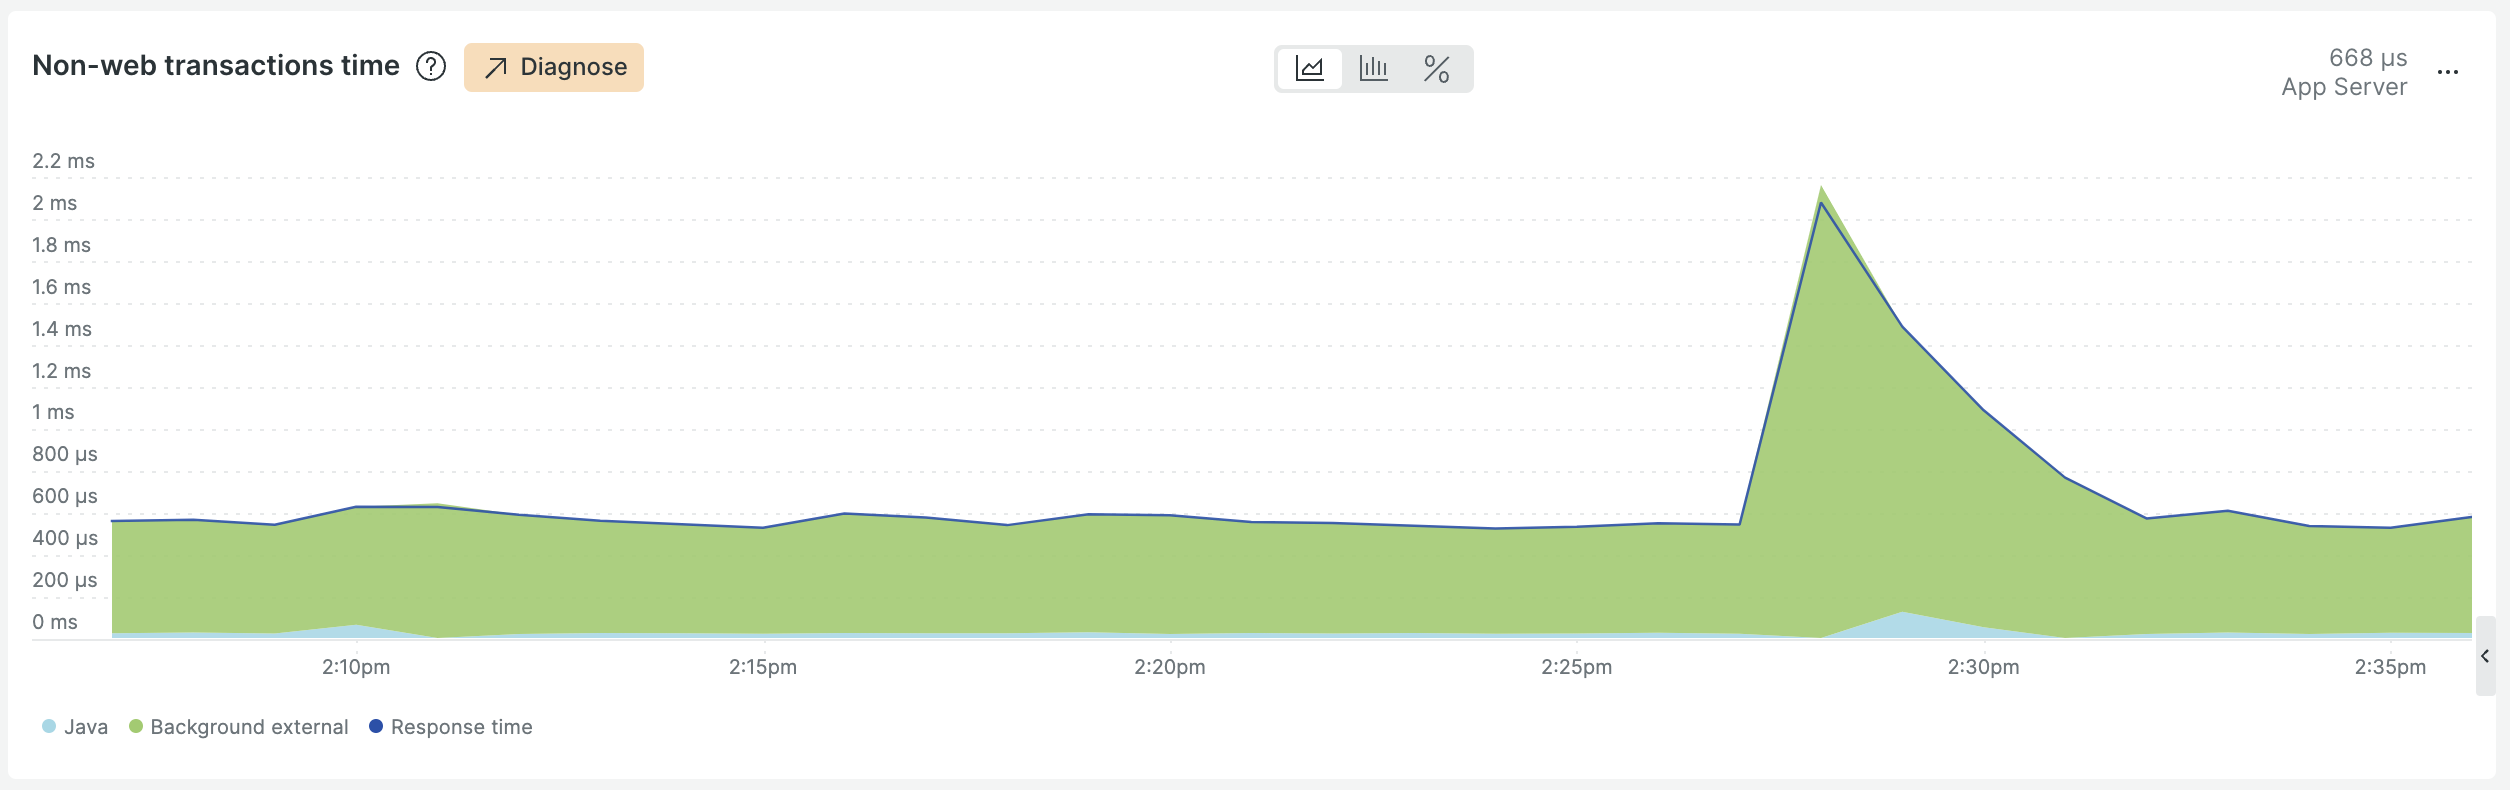 Non-web transactions time ? Diagnose
%
668 µs
App Server
2.2 ms
2 ms
1.8 ms
1.6 ms
1.4 ms
1.2 ms
1 ms
800 µs
600 µs
400 µs
200 µs
0 ms
2:10pm 2:15pm 2:20pm 2:25pm 2:30pm 2:35pm
Java Background external Response time